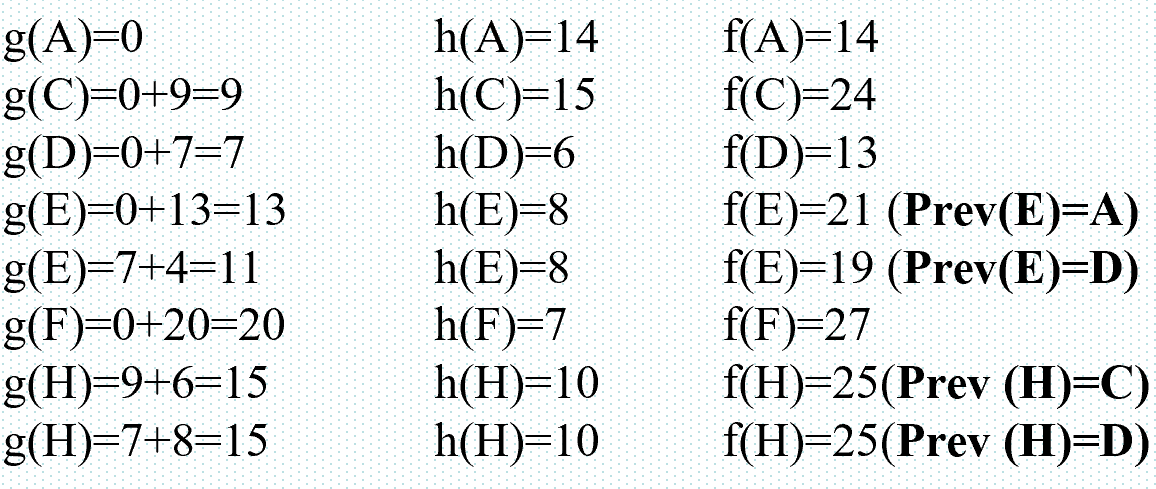 g(A)=0 h(A)=14 f(A)=14
g(C)=0+9=9 h(C)=15 f(C)=24
g(D)=0+7=7 h(D)=6 f(D)=13
g(E)=0+13=13 h(E)=8 f(E)=21 (Prev(E)=A)
g(E)=7+4=11 h(E)=8 f(E)=19 (Prev(E)=D)
g(F)=0+20=20 h(F)=7 f(F)=27
g(H)=9+6=15 h(H)=10 f(H)=25(Prev (H)=C)
g(H)=7+8=15 h(H)=10 f(H)=25(Prev (H)=D)